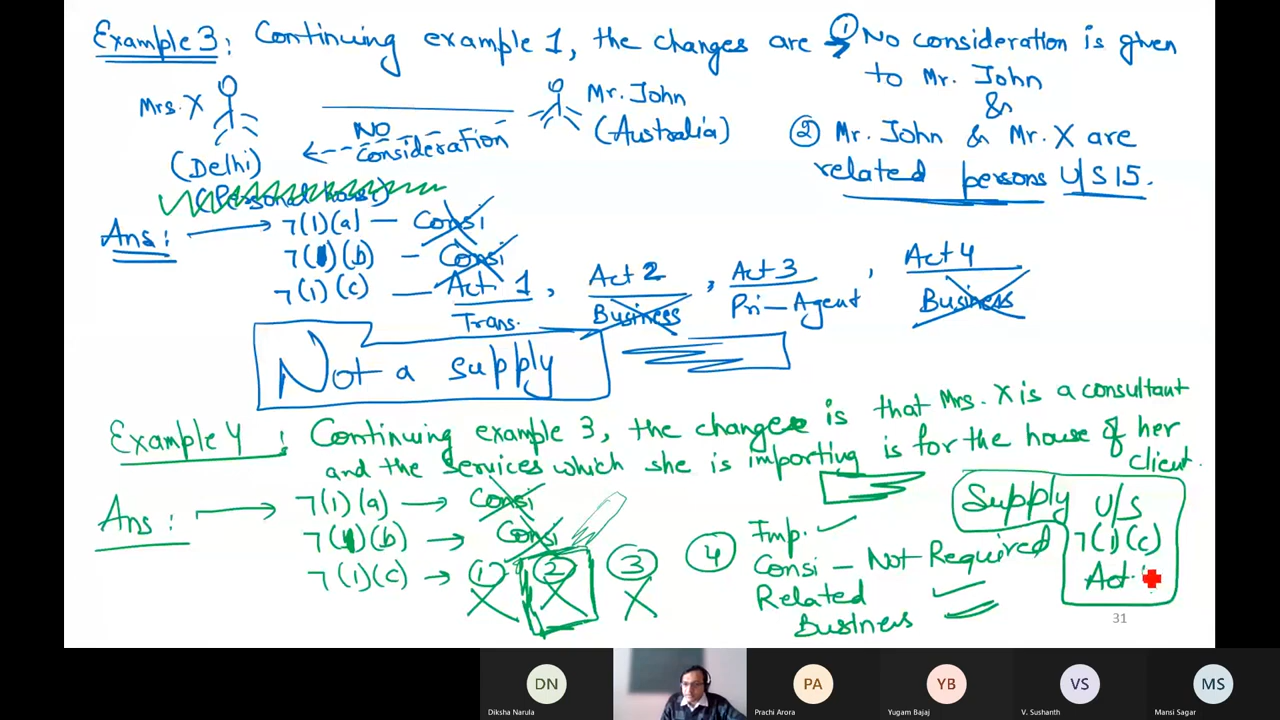 Example 3: Continuing example 1, the changes are → ① No consideration is given
to Mr. John
&
② Mr. John & Mr. X are
related persons U/S 15.
Mrs. X
Mr. John
(Australia)
NO
consideration
(Delhi)
(Personal house)
Ans: → 7(1)(a) — Consi
7(1)(b) — Consi
7(1)(c) — Act. 1, Act 2, Act 3, Act 4
Trans. Business Pri — Agent Business
Not a supply
Example 4: Continuing example 3, the change is that Mrs. X is a consultant
and the services which she is importing is for the house of her
client.
Ans: → 7(1)(a) → Consi
7(1)(b) → Consi
7(1)(c) → ① ② ③ ④
Imp.
Consi — Not Required
Related
Business
Supply U/S
7(1)(c)
Act.
31
DN
PA
YB
VS
MS
Diksha Narula
Prachi Arora
Yugam Bajaj
V. Sushanth
Mansi Sagar